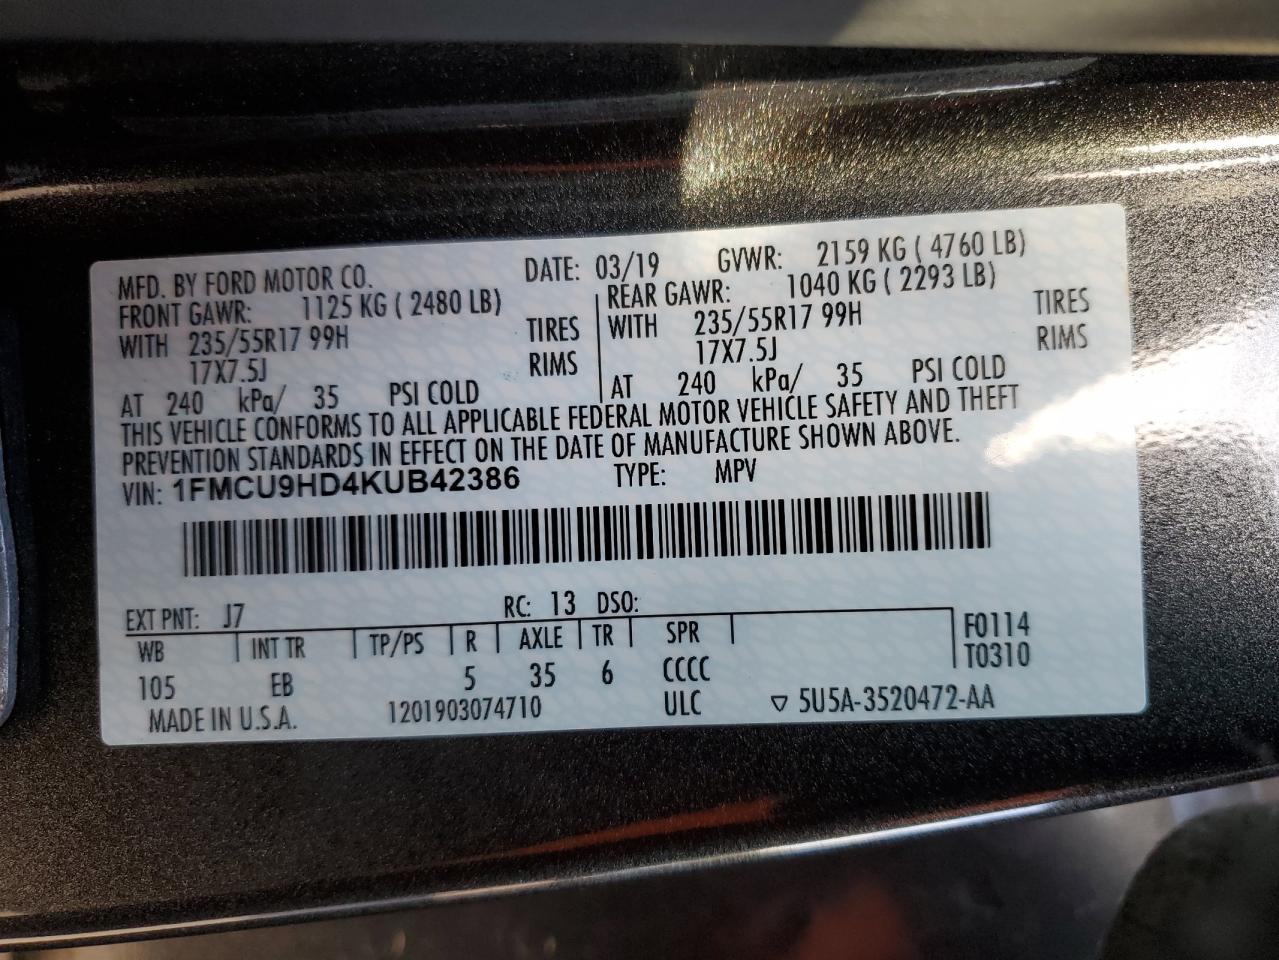 MFD. BY FORD MOTOR CO. DATE: 03/19 GVWR: 2159 KG ( 4760 LB)
FRONT GAWR: 1125 KG ( 2480 LB)
WITH 235/55R17 99H TIRES
17X7.5J RIMS
AT 240 kPa/ 35 PSI COLD
REAR GAWR: 1040 KG ( 2293 LB)
WITH 235/55R17 99H TIRES
17X7.5J RIMS
AT 240 kPa/ 35 PSI COLD
THIS VEHICLE CONFORMS TO ALL APPLICABLE FEDERAL MOTOR VEHICLE SAFETY AND THEFT
PREVENTION STANDARDS IN EFFECT ON THE DATE OF MANUFACTURE SHOWN ABOVE.
VIN: 1FMCU9HD4KUB42386 TYPE: MPV
EXT PNT: J7 RC: 13 DSO:
WB INT TR TP/PS R AXLE TR SPR F0114
105 EB 5 35 6 CCCC T0310
MADE IN U.S.A. 1201903074710 ULC ▽ 5U5A-3520472-AA